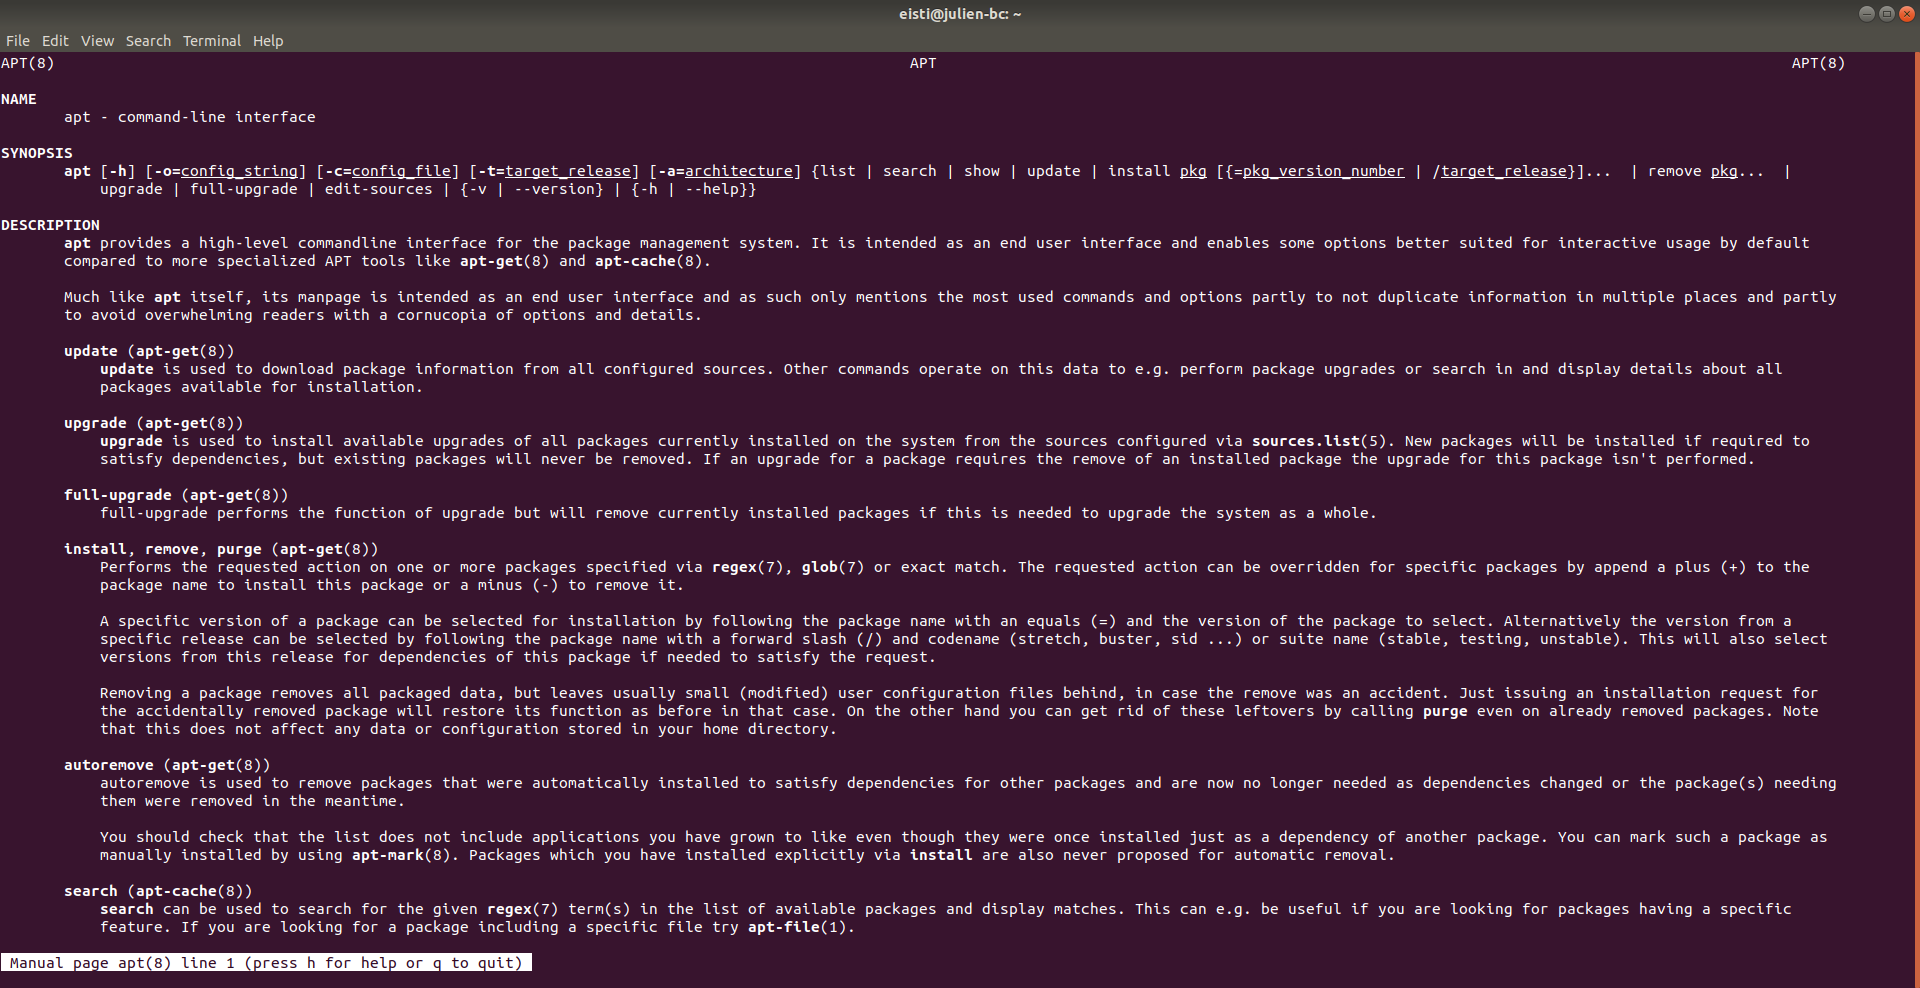 eisti@julien-bc: ~
File Edit View Search Terminal Help
APT(8) APT APT(8)
NAME
apt - command-line interface
SYNOPSIS
apt [-h] [-o=config_string] [-c=config_file] [-t=target_release] [-a=architecture] {list | search | show | update | install pkg [{=pkg_version_number | /target_release}]... | remove pkg... |
upgrade | full-upgrade | edit-sources | {-v | --version} | {-h | --help}}
DESCRIPTION
apt provides a high-level commandline interface for the package management system. It is intended as an end user interface and enables some options better suited for interactive usage by default
compared to more specialized APT tools like apt-get(8) and apt-cache(8).
Much like apt itself, its manpage is intended as an end user interface and as such only mentions the most used commands and options partly to not duplicate information in multiple places and partly
to avoid overwhelming readers with a cornucopia of options and details.
update (apt-get(8))
update is used to download package information from all configured sources. Other commands operate on this data to e.g. perform package upgrades or search in and display details about all
packages available for installation.
upgrade (apt-get(8))
upgrade is used to install available upgrades of all packages currently installed on the system from the sources configured via sources.list(5). New packages will be installed if required to
satisfy dependencies, but existing packages will never be removed. If an upgrade for a package requires the remove of an installed package the upgrade for this package isn't performed.
full-upgrade (apt-get(8))
full-upgrade performs the function of upgrade but will remove currently installed packages if this is needed to upgrade the system as a whole.
install, remove, purge (apt-get(8))
Performs the requested action on one or more packages specified via regex(7), glob(7) or exact match. The requested action can be overridden for specific packages by append a plus (+) to the
package name to install this package or a minus (-) to remove it.
A specific version of a package can be selected for installation by following the package name with an equals (=) and the version of the package to select. Alternatively the version from a
specific release can be selected by following the package name with a forward slash (/) and codename (stretch, buster, sid ...) or suite name (stable, testing, unstable). This will also select
versions from this release for dependencies of this package if needed to satisfy the request.
Removing a package removes all packaged data, but leaves usually small (modified) user configuration files behind, in case the remove was an accident. Just issuing an installation request for
the accidentally removed package will restore its function as before in that case. On the other hand you can get rid of these leftovers by calling purge even on already removed packages. Note
that this does not affect any data or configuration stored in your home directory.
autoremove (apt-get(8))
autoremove is used to remove packages that were automatically installed to satisfy dependencies for other packages and are now no longer needed as dependencies changed or the package(s) needing
them were removed in the meantime.
You should check that the list does not include applications you have grown to like even though they were once installed just as a dependency of another package. You can mark such a package as
manually installed by using apt-mark(8). Packages which you have installed explicitly via install are also never proposed for automatic removal.
search (apt-cache(8))
search can be used to search for the given regex(7) term(s) in the list of available packages and display matches. This can e.g. be useful if you are looking for packages having a specific
feature. If you are looking for a package including a specific file try apt-file(1).
Manual page apt(8) line 1 (press h for help or q to quit)